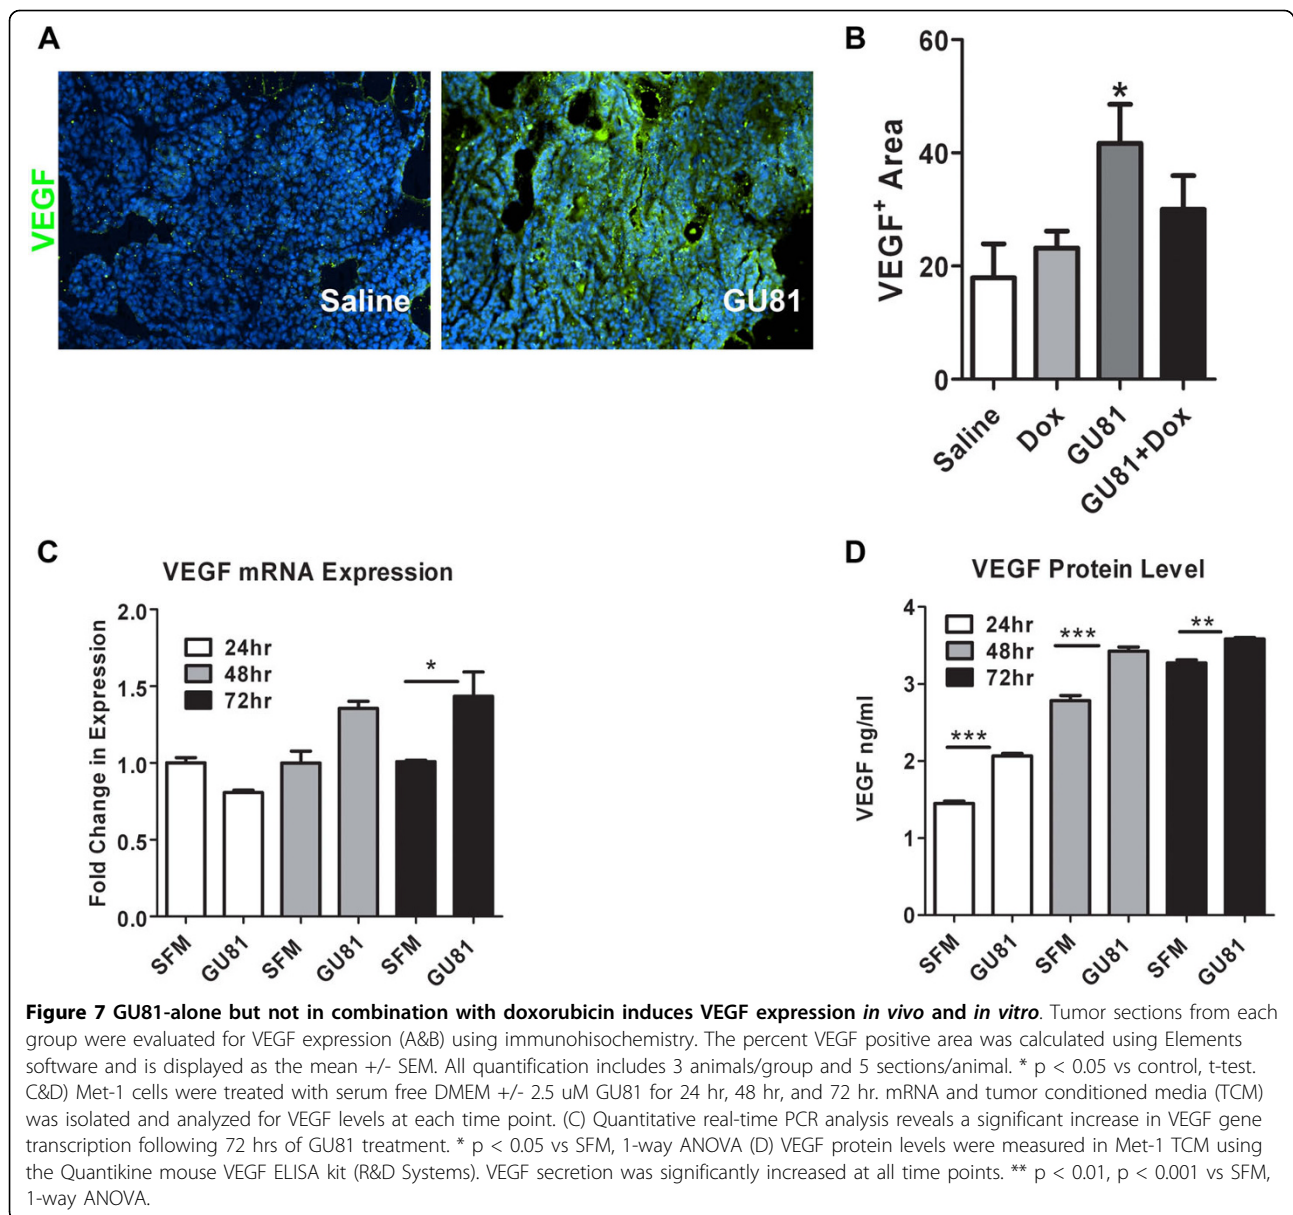 A
VEGF
Saline
GU81
B
VEGF+ Area
60
40
20
0
*
Saline
Dox
GU81
GU81+Dox
C
VEGF mRNA Expression
Fold Change in Expression
2.0
1.5
1.0
0.5
0.0
24hr
48hr
72hr
*
SFM
GU81
SFM
GU81
SFM
GU81
D
VEGF Protein Level
VEGF ng/ml
4
3
2
1
0
24hr
48hr
72hr
***
***
**
SFM
GU81
SFM
GU81
SFM
GU81
Figure 7 GU81-alone but not in combination with doxorubicin induces VEGF expression in vivo and in vitro. Tumor sections from each
group were evaluated for VEGF expression (A&B) using immunohisochemistry. The percent VEGF positive area was calculated using Elements
software and is displayed as the mean +/- SEM. All quantification includes 3 animals/group and 5 sections/animal. * p < 0.05 vs control, t-test.
C&D) Met-1 cells were treated with serum free DMEM +/- 2.5 uM GU81 for 24 hr, 48 hr, and 72 hr. mRNA and tumor conditioned media (TCM)
was isolated and analyzed for VEGF levels at each time point. (C) Quantitative real-time PCR analysis reveals a significant increase in VEGF gene
transcription following 72 hrs of GU81 treatment. * p < 0.05 vs SFM, 1-way ANOVA (D) VEGF protein levels were measured in Met-1 TCM using
the Quantikine mouse VEGF ELISA kit (R&D Systems). VEGF secretion was significantly increased at all time points. ** p < 0.01, p < 0.001 vs SFM,
1-way ANOVA.